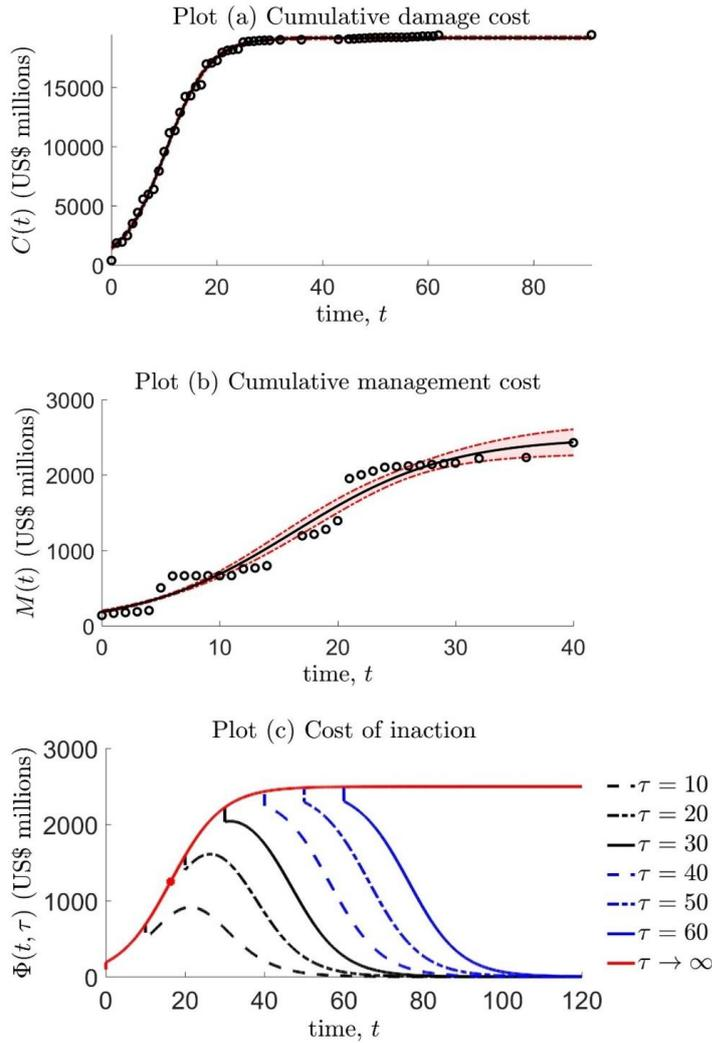 Plot (a) Cumulative damage cost
C(t) (US$ millions)
15000
10000
5000
0
0 20 40 60 80
time, t
Plot (b) Cumulative management cost
M(t) (US$ millions)
3000
2000
1000
0
0 10 20 30 40
time, t
Plot (c) Cost of inaction
Φ(t, τ) (US$ millions)
3000
2000
1000
0
0 20 40 60 80 100 120
time, t
τ = 10
τ = 20
τ = 30
τ = 40
τ = 50
τ = 60
τ → ∞